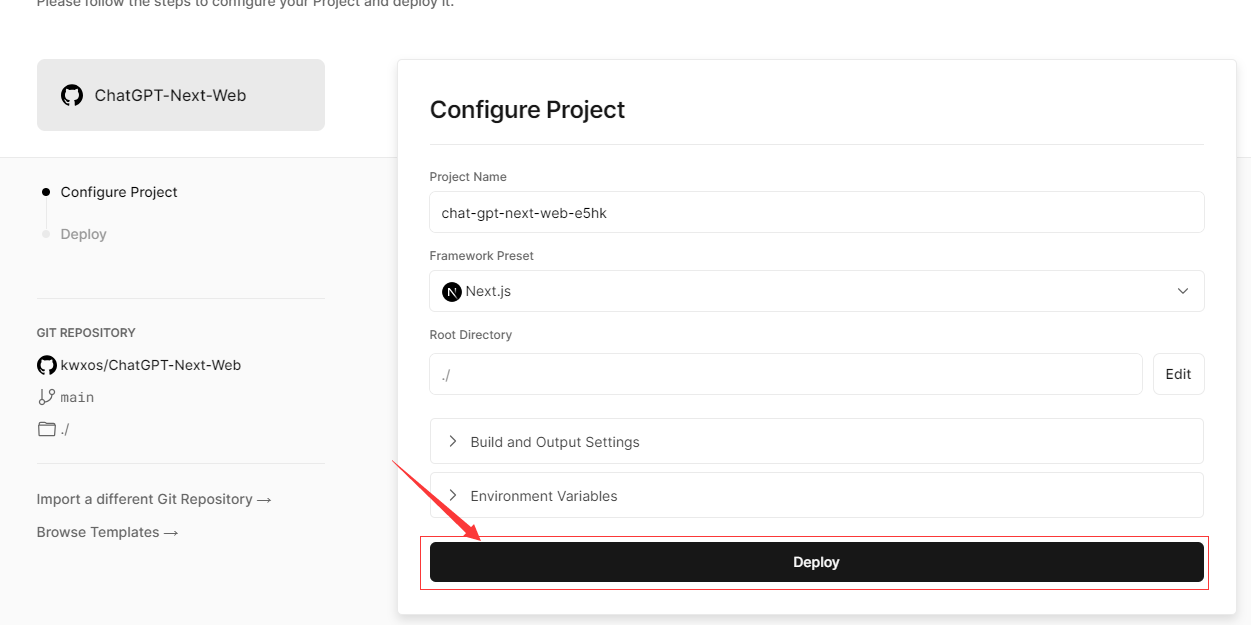 Please follow the steps to configure your Project and deploy it.
ChatGPT-Next-Web
Configure Project
Deploy
GIT REPOSITORY
kwxos/ChatGPT-Next-Web
main
./
Import a different Git Repository →
Browse Templates →
Configure Project
Project Name
chat-gpt-next-web-e5hk
Framework Preset
N Next.js
Root Directory
./
Edit
Build and Output Settings
Environment Variables
Deploy